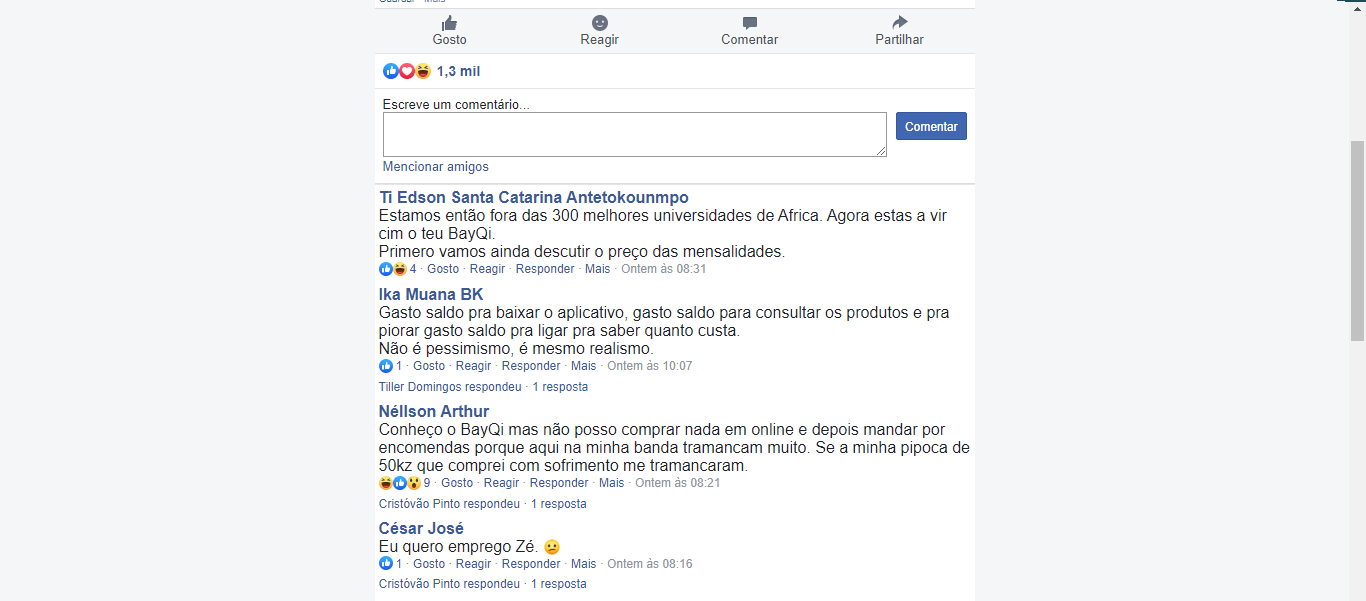 Guardar · Mais
Gosto
Reagir
Comentar
Partilhar
1,3 mil
Escreve um comentário...
Comentar
Mencionar amigos
Ti Edson Santa Catarina Antetokounmpo
Estamos então fora das 300 melhores universidades de Africa. Agora estas a vir
cim o teu BayQi.
Primero vamos ainda descutir o preço das mensalidades.
4 · Gosto · Reagir · Responder · Mais · Ontem às 08:31
Ika Muana BK
Gasto saldo pra baixar o aplicativo, gasto saldo para consultar os produtos e pra
piorar gasto saldo pra ligar pra saber quanto custa.
Não é pessimismo, é mesmo realismo.
1 · Gosto · Reagir · Responder · Mais · Ontem às 10:07
Tiller Domingos respondeu · 1 resposta
Néllson Arthur
Conheço o BayQi mas não posso comprar nada em online e depois mandar por
encomendas porque aqui na minha banda tramancam muito. Se a minha pipoca de
50kz que comprei com sofrimento me tramancaram.
9 · Gosto · Reagir · Responder · Mais · Ontem às 08:21
Cristóvão Pinto respondeu · 1 resposta
César José
Eu quero emprego Zé. 😕
1 · Gosto · Reagir · Responder · Mais · Ontem às 08:16
Cristóvão Pinto respondeu · 1 resposta